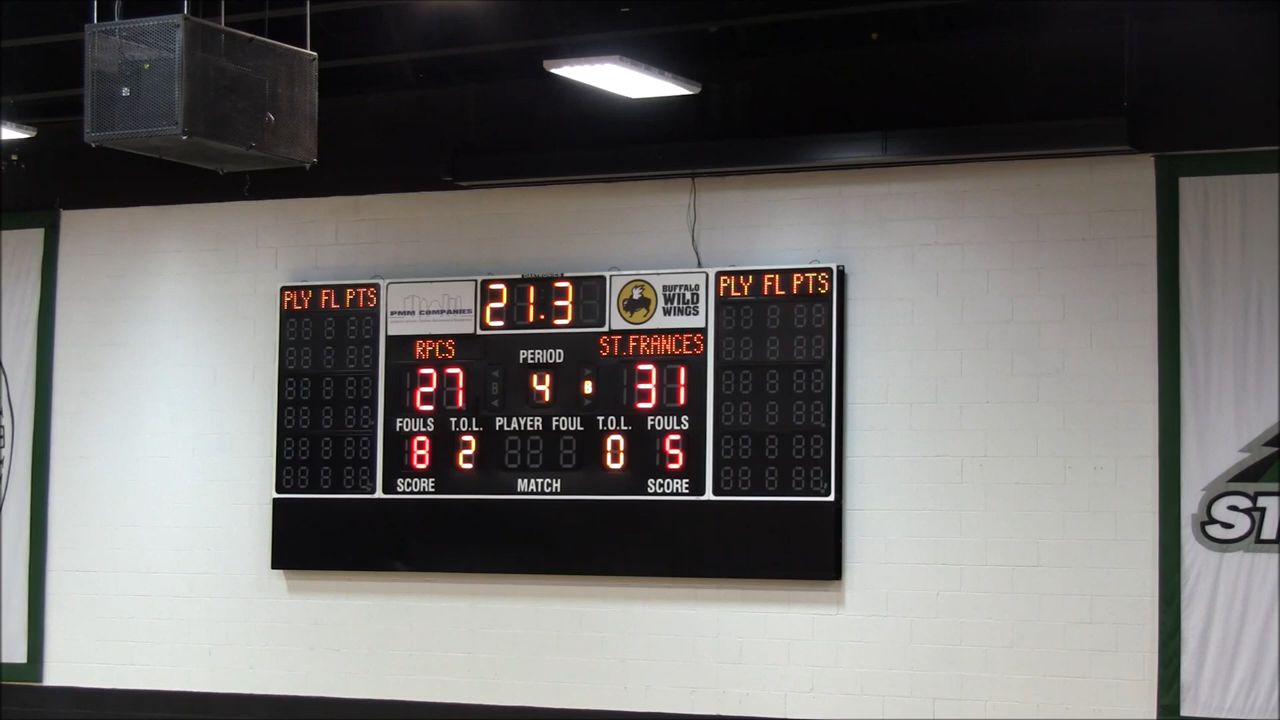 PLY FL PTS
PMM COMPANIES
21.3
BUFFALO
WILD
WINGS
PLY FL PTS
RPCS
PERIOD
ST.FRANCES
27
4
B
31
FOULS T.O.L. PLAYER FOUL T.O.L. FOULS
8 2 0 5
SCORE MATCH SCORE
ST